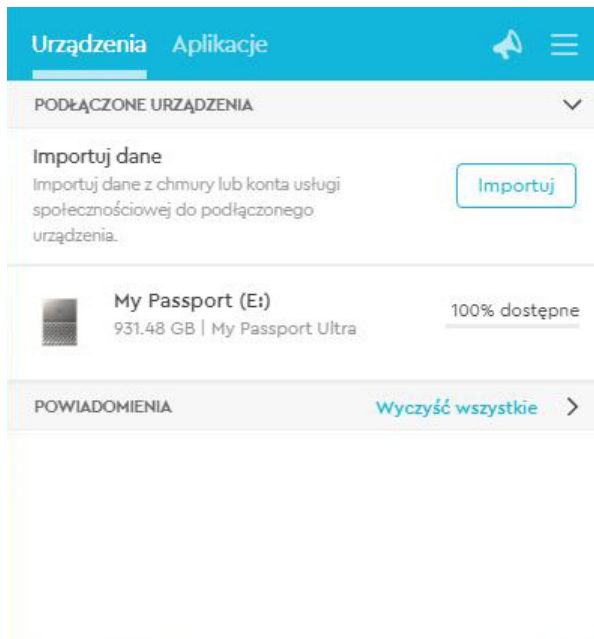 Urządzenia Aplikacje
PODŁĄCZONE URZĄDZENIA
Importuj dane
Importuj dane z chmury lub konta usługi
społecznościowej do podłączonego
urządzenia.
Importuj
My Passport (E:)
931.48 GB | My Passport Ultra
100% dostępne
POWIADOMIENIA
Wyczyść wszystkie